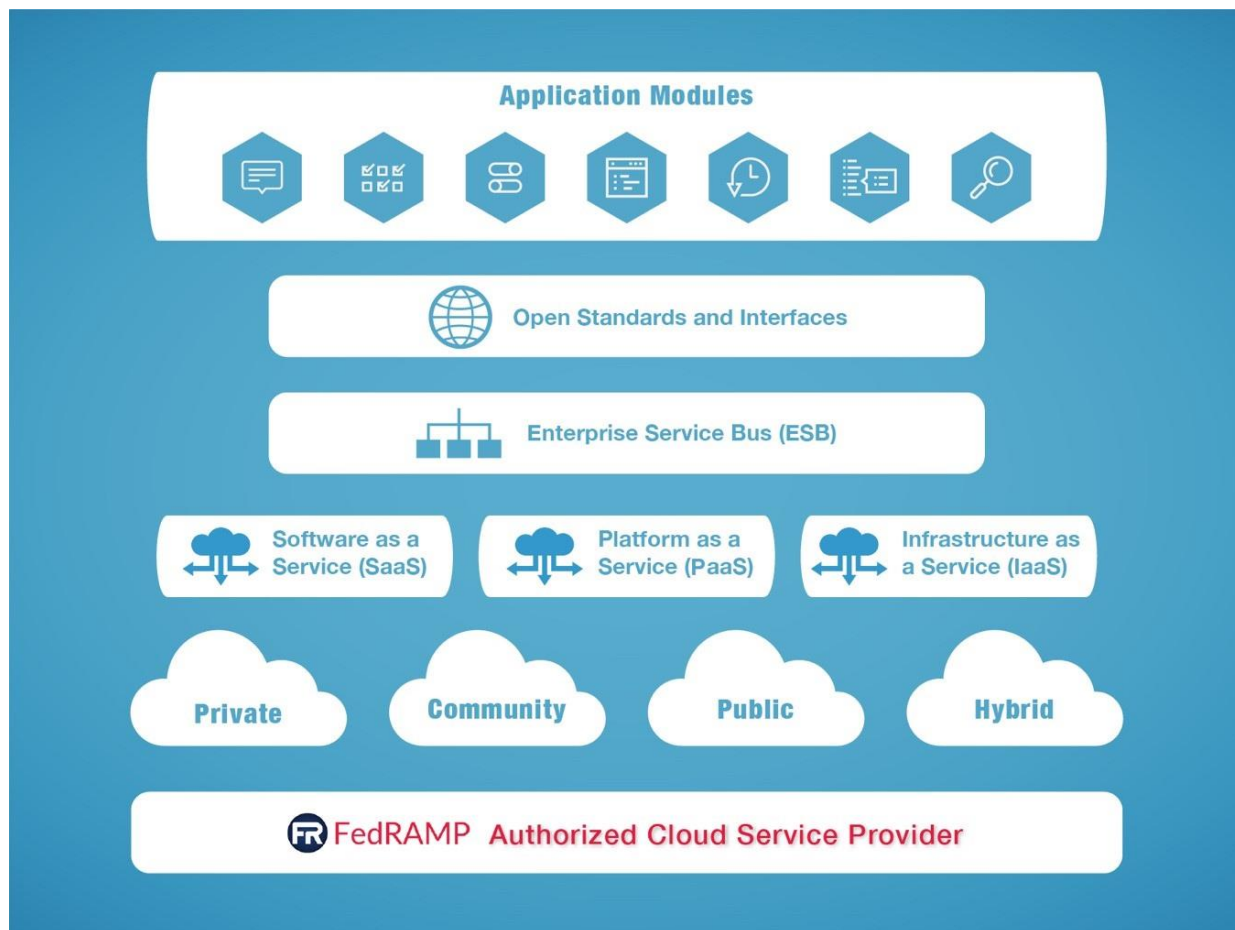 Application Modules
Open Standards and Interfaces
Enterprise Service Bus (ESB)
Software as a
Service (SaaS)
Platform as a
Service (PaaS)
Infrastructure as
a Service (IaaS)
Private
Community
Public
Hybrid
FR FedRAMP Authorized Cloud Service Provider